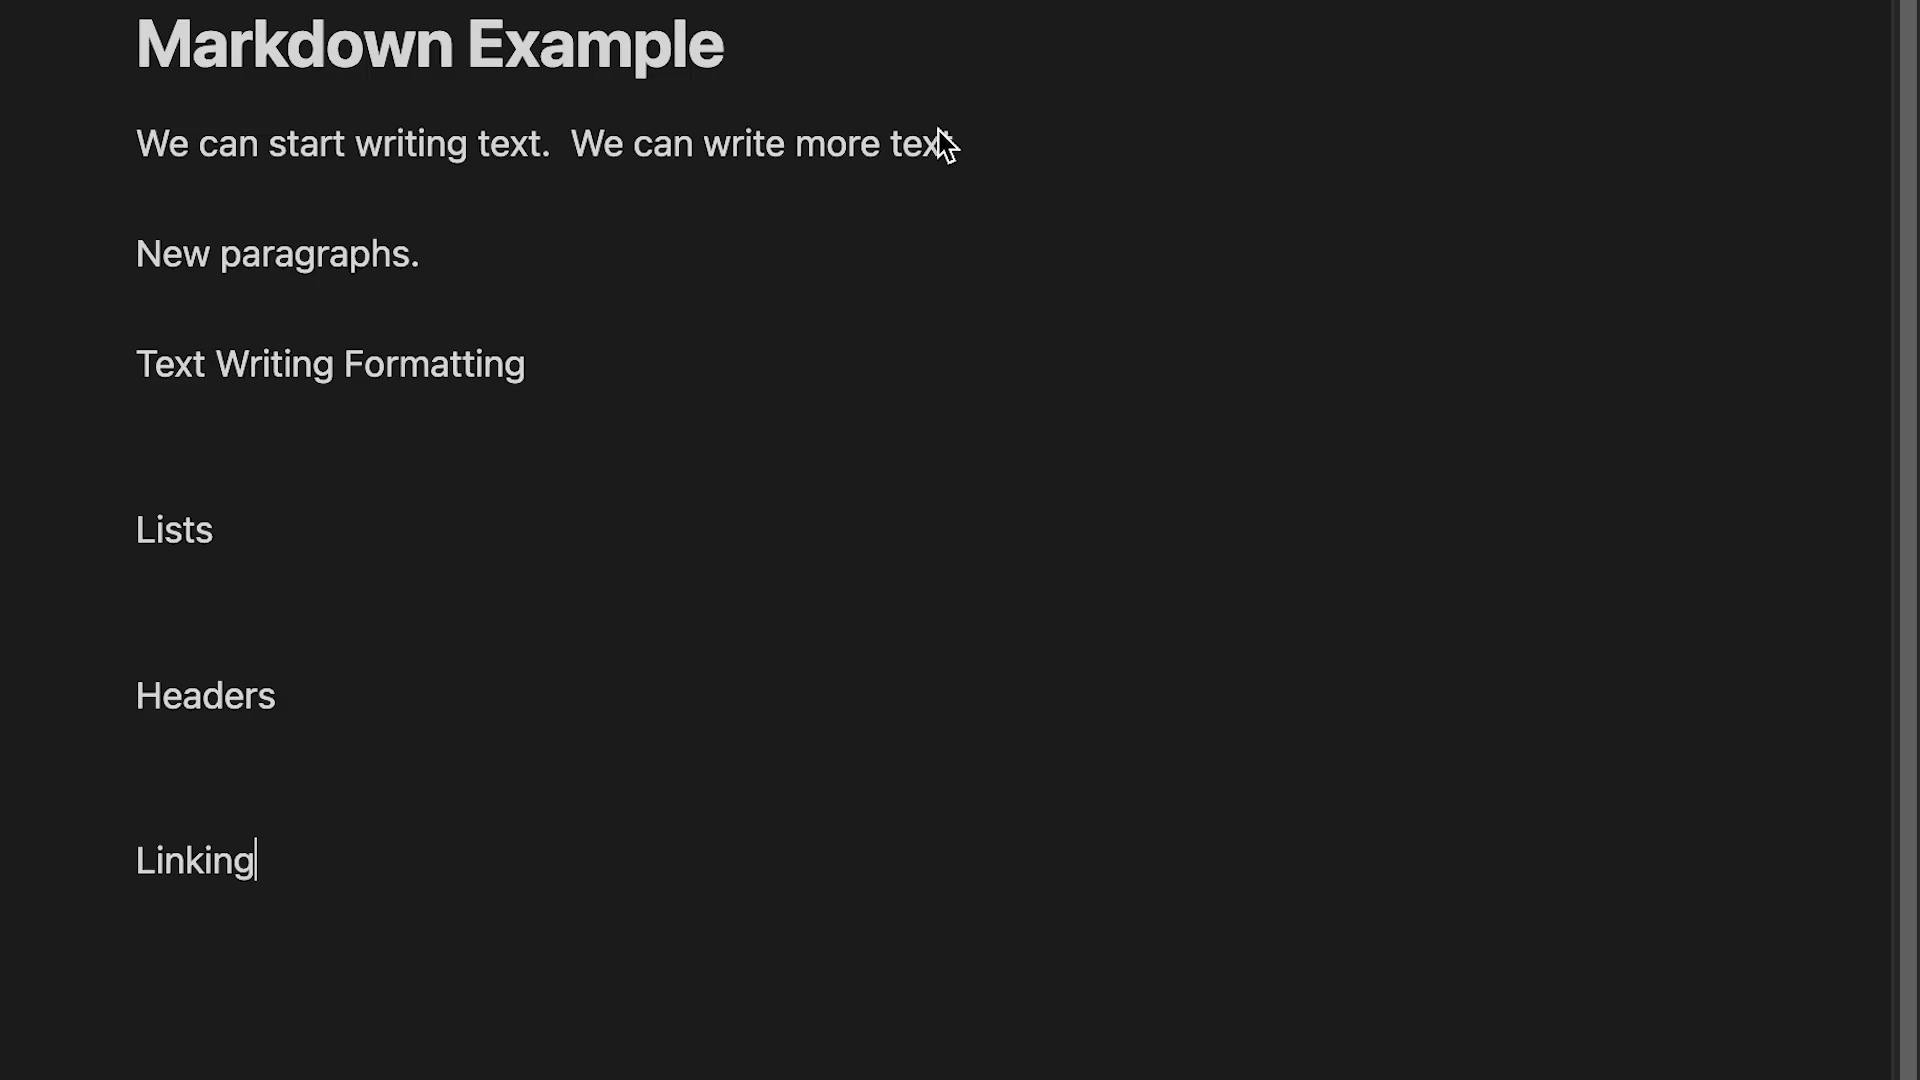 Markdown Example
We can start writing text.  We can write more text
New paragraphs.
Text Writing Formatting
Lists
Headers
Linking